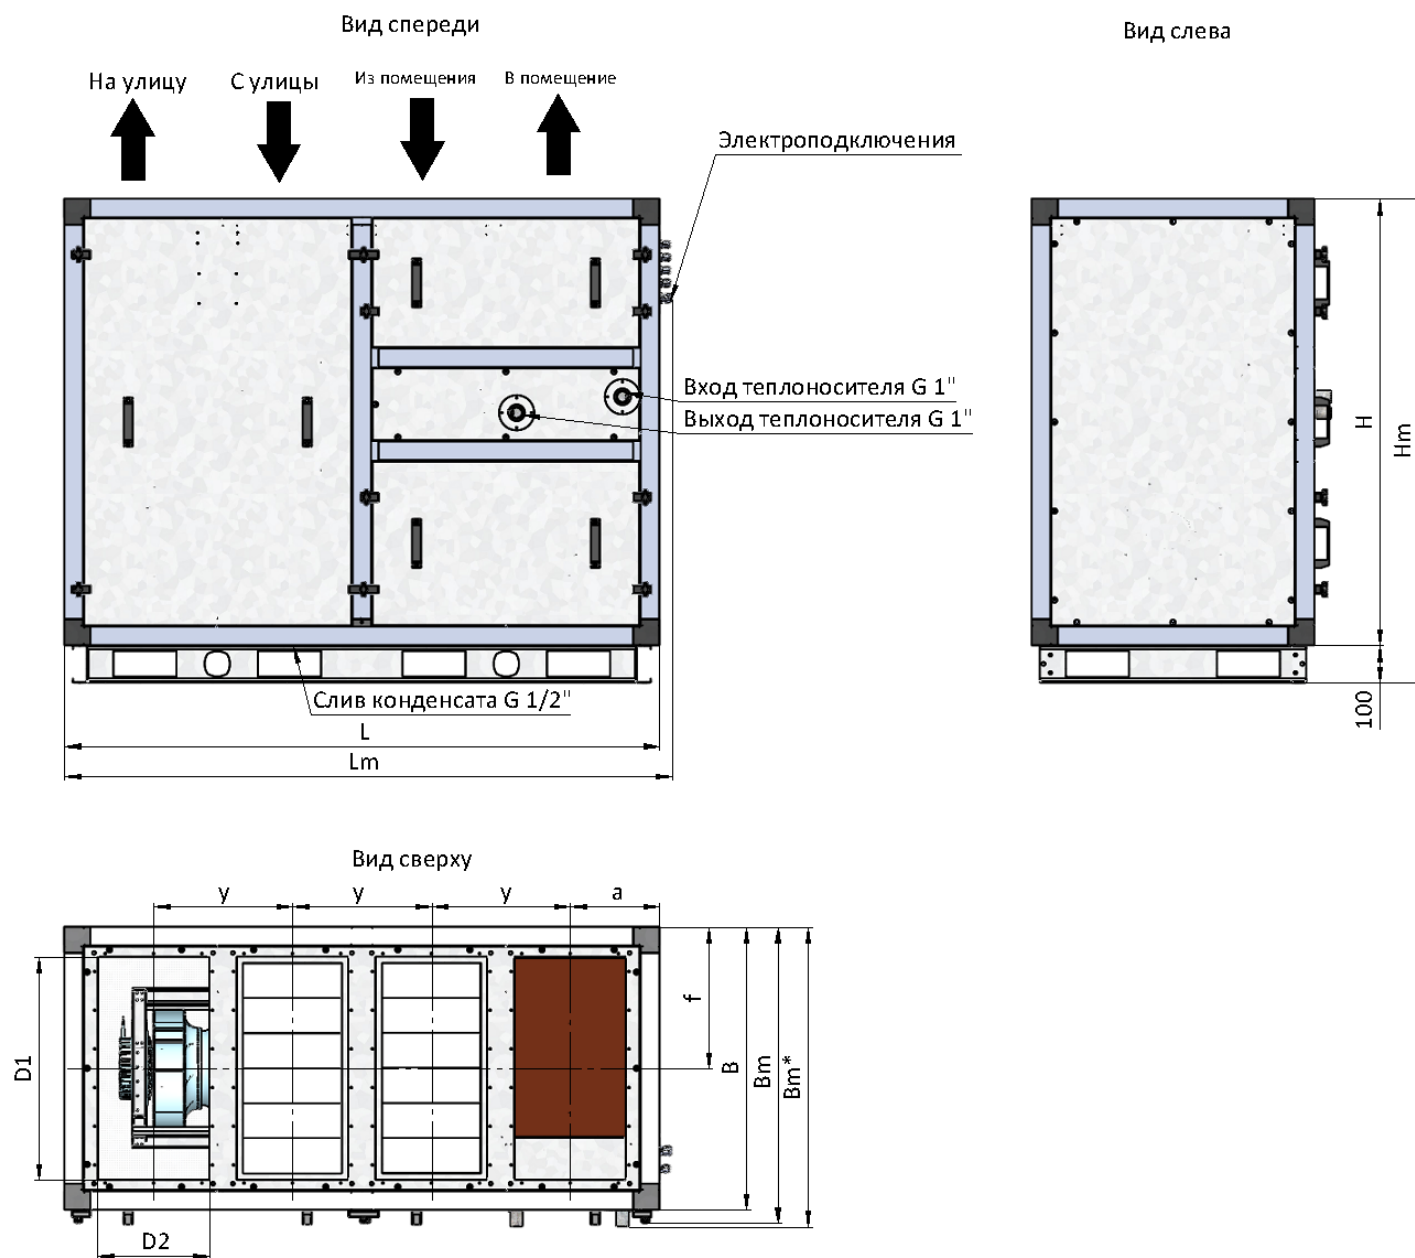 Вид спереди
Вид слева
На улицу
С улицы
Из помещения
В помещение
Электроподключения
Вход теплоносителя G 1"
Выход теплоносителя G 1"
H
Hm
100
Слив конденсата G 1/2"
L
Lm
Вид сверху
y
y
y
a
f
B
Bm
Bm*
D1
D2